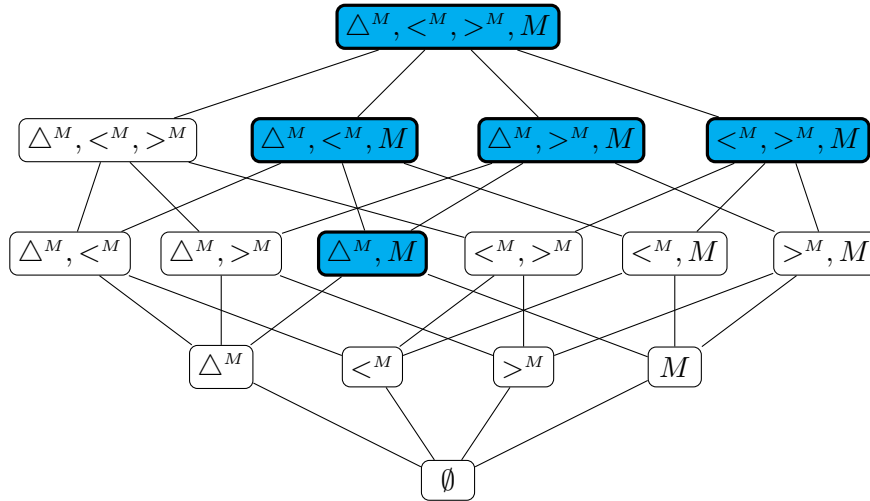 △^M, <^M, >^M, M
△^M, <^M, >^M △^M, <^M, M △^M, >^M, M <^M, >^M, M
△^M, <^M △^M, >^M △^M, M <^M, >^M <^M, M >^M, M
△^M <^M >^M M
∅